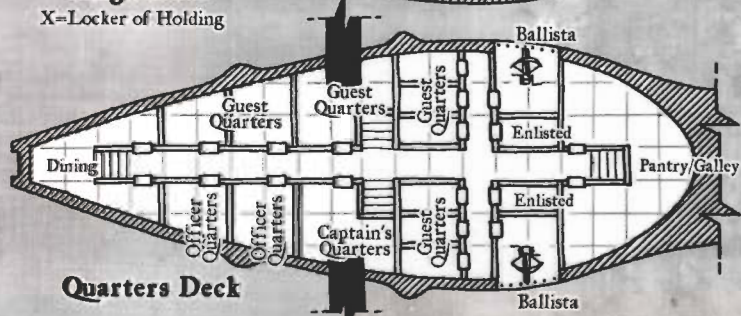 X=Locker of Holding
Ballista
Guest
Quarters
Guest
Quarters
Guest
Quarters
Enlisted
Dining
Pantry/Galley
Officer
Quarters
Officer
Quarters
Captain's
Quarters
Guest
Quarters
Enlisted
Quarters Deck
Ballista